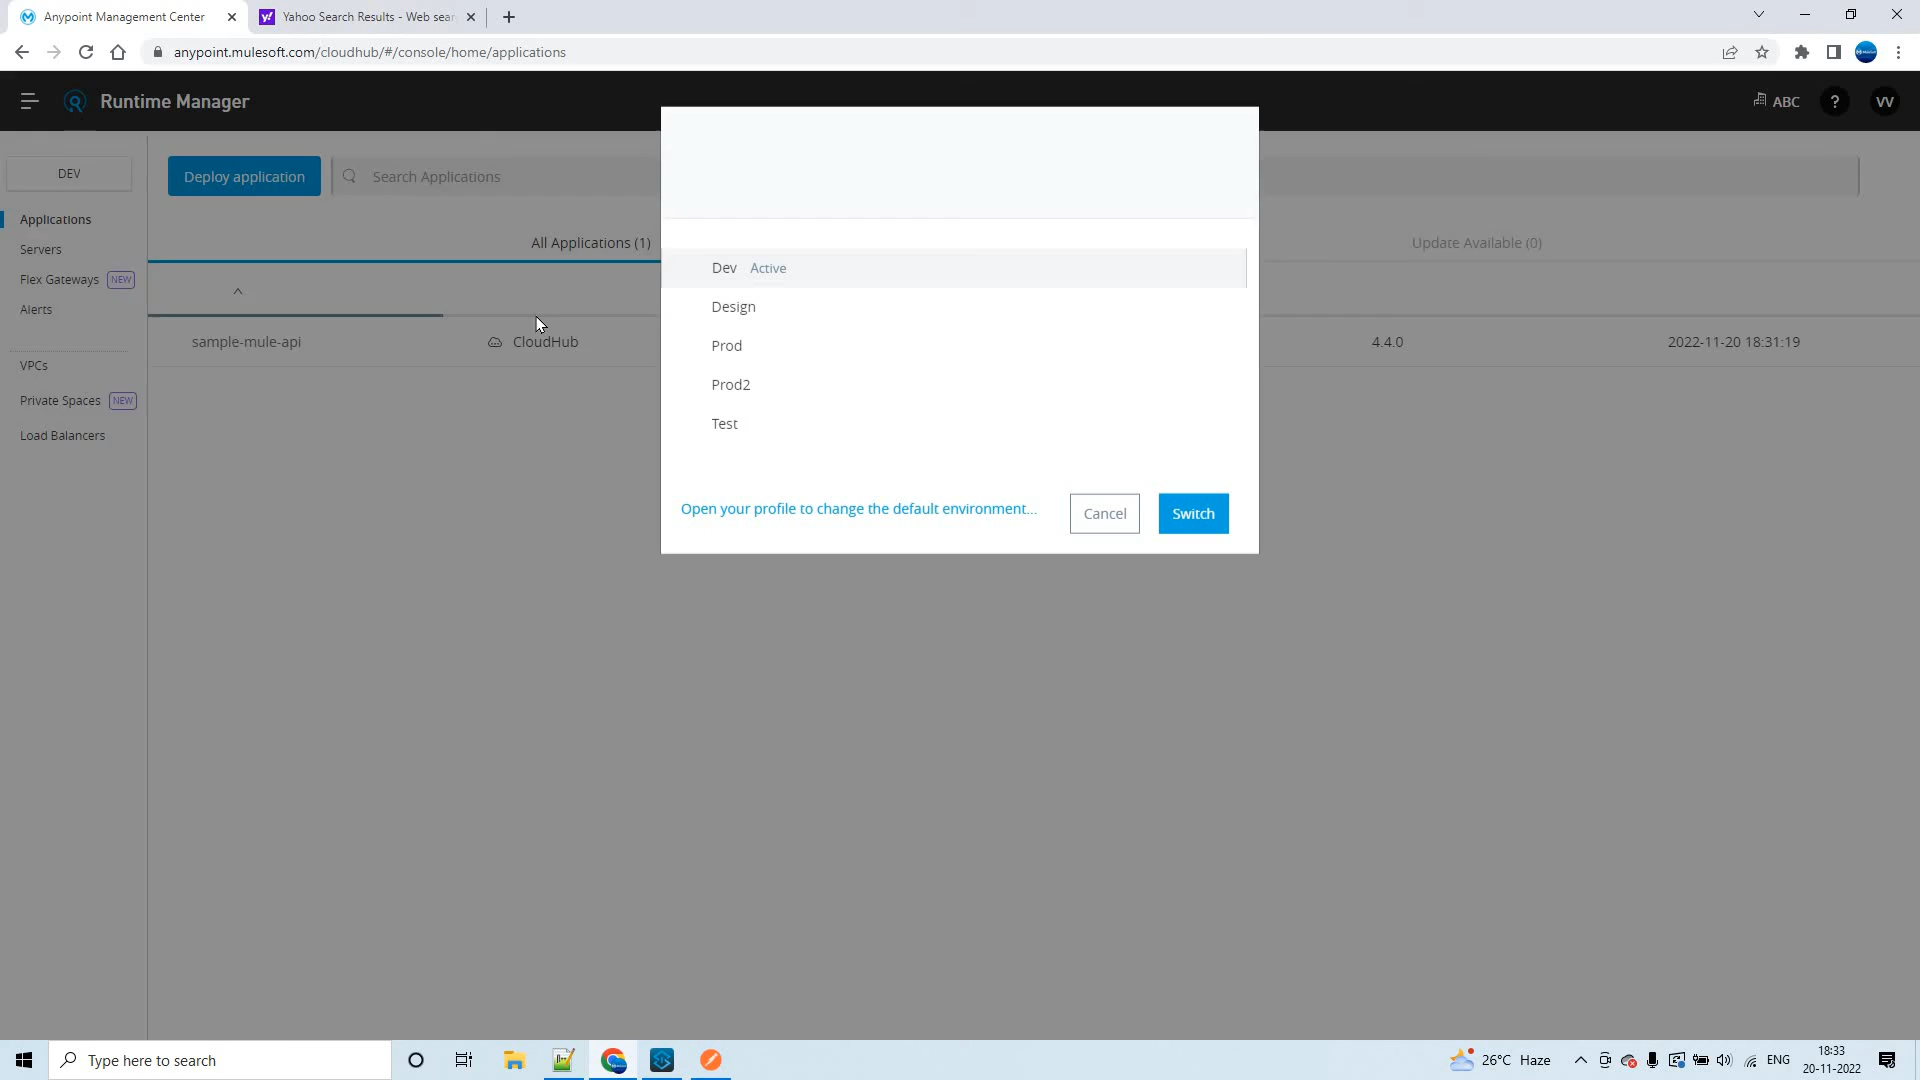 Anypoint Management Center
Yahoo Search Results - Web sear
anypoint.mulesoft.com/cloudhub/#/console/home/applications
Runtime Manager
ABC
?
VV
DEV
Deploy application
Search Applications
Applications
Servers
Flex Gateways NEW
Alerts
VPCs
Private Spaces NEW
Load Balancers
All Applications (1)
Update Available (0)
sample-mule-api
CloudHub
4.4.0
2022-11-20 18:31:19
Dev Active
Design
Prod
Prod2
Test
Open your profile to change the default environment...
Cancel
Switch
Type here to search
26°C Haze
ENG
18:33
20-11-2022